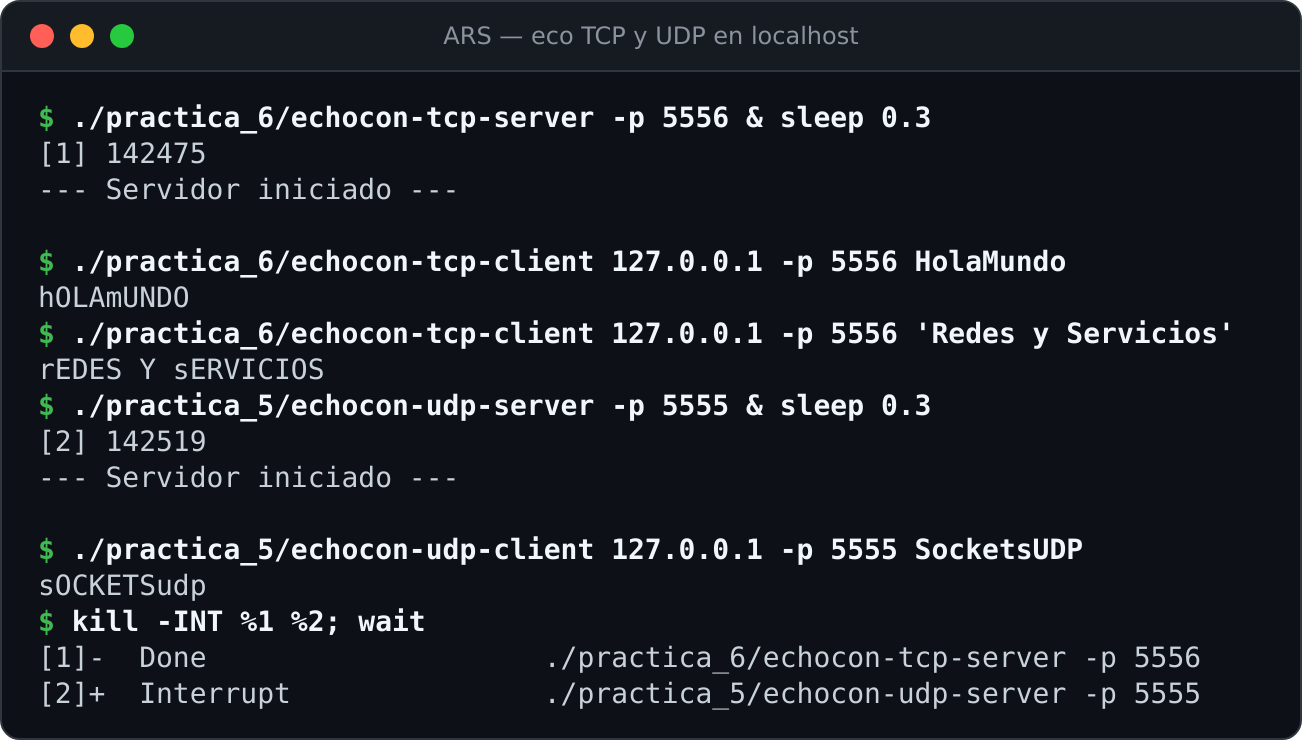 ARS — eco TCP y UDP en localhost
$ ./practica_6/echocon-tcp-server -p 5556 & sleep 0.3
[1] 142475
--- Servidor iniciado ---
$ ./practica_6/echocon-tcp-client 127.0.0.1 -p 5556 HolaMundo
hOLAmUNDO
$ ./practica_6/echocon-tcp-client 127.0.0.1 -p 5556 'Redes y Servicios'
rEDES Y sERVICIOS
$ ./practica_5/echocon-udp-server -p 5555 & sleep 0.3
[2] 142519
--- Servidor iniciado ---
$ ./practica_5/echocon-udp-client 127.0.0.1 -p 5555 SocketsUDP
sOCKETSudp
$ kill -INT %1 %2; wait
[1]-  Done                    ./practica_6/echocon-tcp-server -p 5556
[2]+  Interrupt               ./practica_5/echocon-udp-server -p 5555